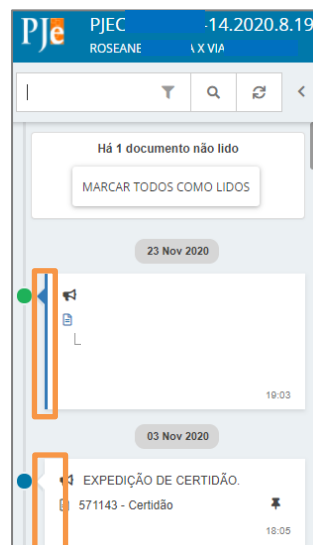 PJe PJEC -14.2020.8.19
ROSEANE A X VIA
Há 1 documento não lido
MARCAR TODOS COMO LIDOS
23 Nov 2020
19:03
03 Nov 2020
EXPEDIÇÃO DE CERTIDÃO.
571143 - Certidão
18:05